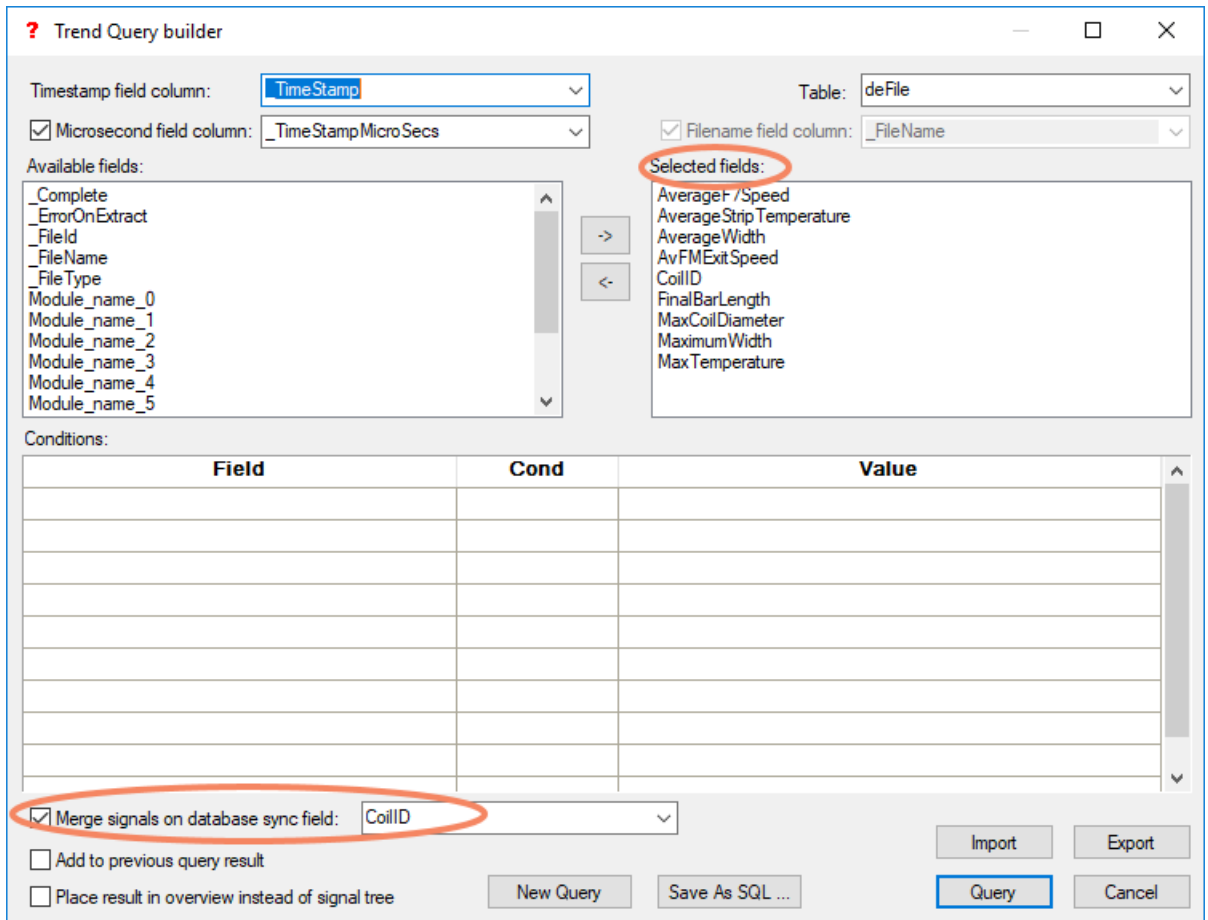 ? Trend Query builder
Timestamp field column: _TimeStamp
Table: deFile
Microsecond field column: _TimeStampMicroSecs
Filename field column: _FileName
Available fields:
_Complete
_ErrorOnExtract
_FileId
_FileName
_FileType
Module_name_0
Module_name_1
Module_name_2
Module_name_3
Module_name_4
Module_name_5
->
<-
Selected fields:
AverageF7Speed
AverageStripTemperature
AverageWidth
AvFMExitSpeed
CoilID
FinalBarLength
MaxCoilDiameter
MaximumWidth
MaxTemperature
Conditions:
Field Cond Value
Merge signals on database sync field: CoilID
Add to previous query result
Place result in overview instead of signal tree
New Query Save As SQL ...
Import Export
Query Cancel